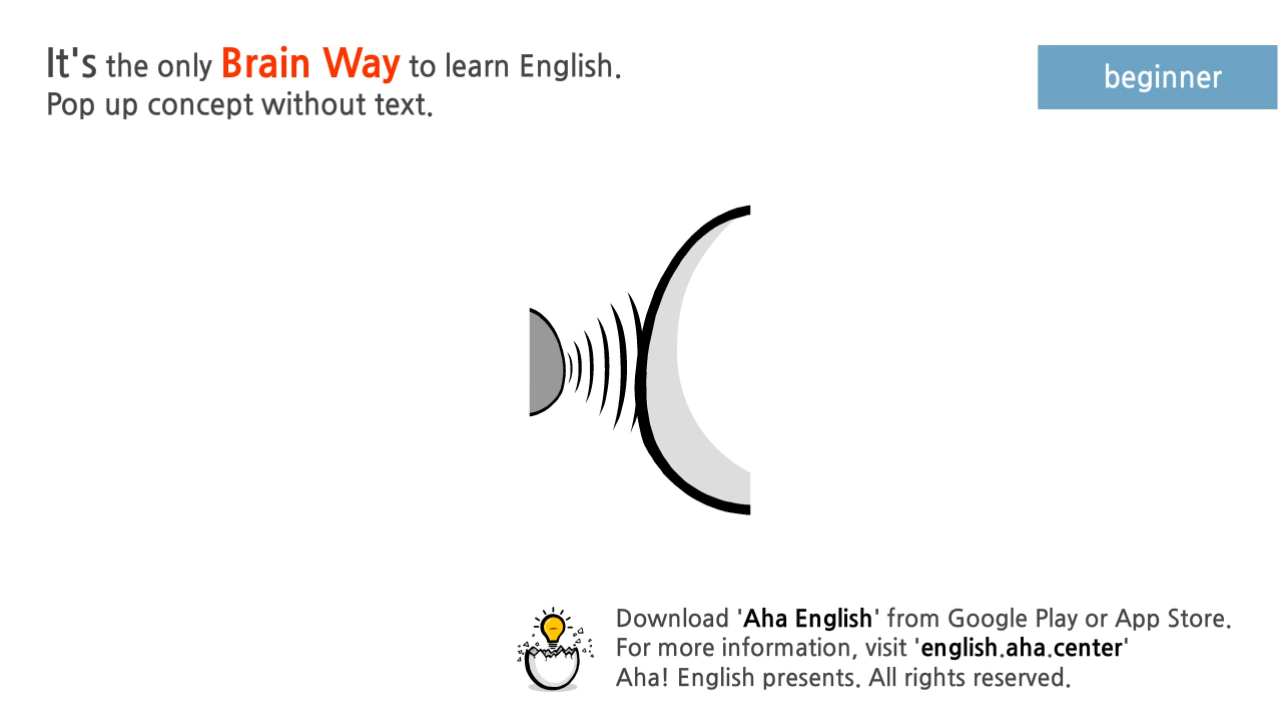 It's the only Brain Way to learn English.
Pop up concept without text.
beginner
Download 'Aha English' from Google Play or App Store.
For more information, visit 'english.aha.center'
Aha! English presents. All rights reserved.